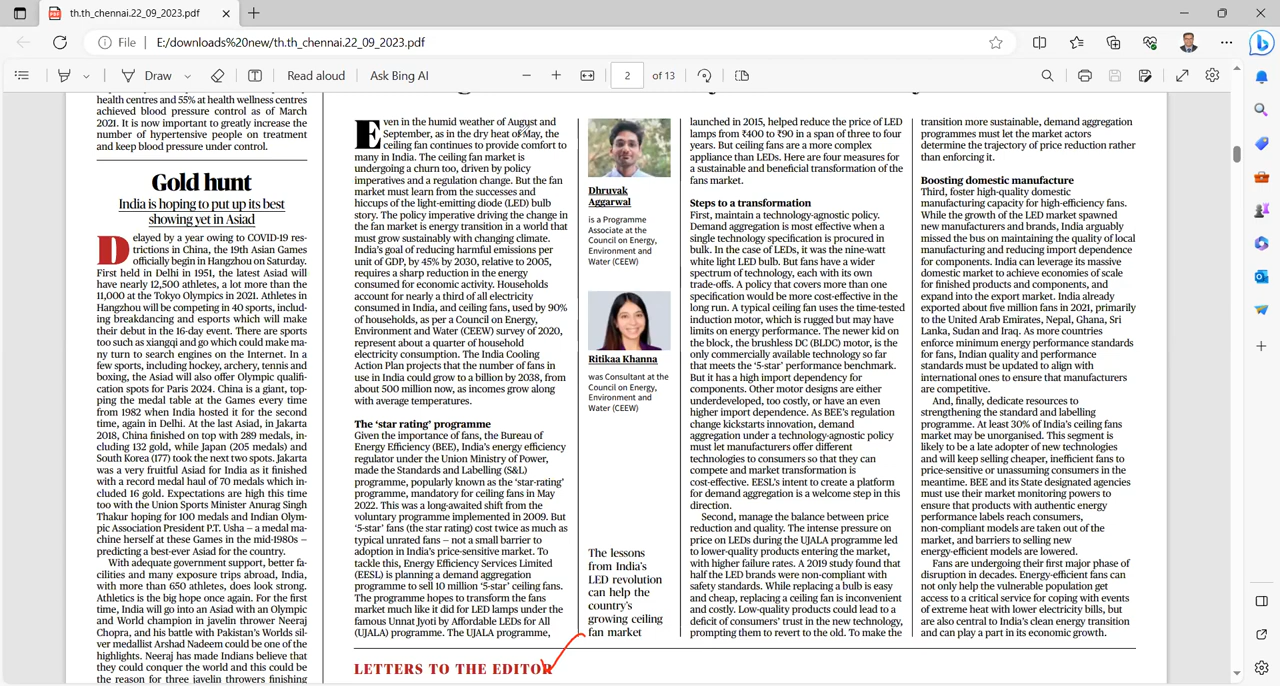 th.th_chennai.22_09_2023.pdf
File
E:/downloads%20new/th.th_chennai.22_09_2023.pdf
Draw
Read aloud
Ask Bing AI
2
of 13
health centres and 55% at health wellness centres
achieved blood pressure control as of March
2021. It is now important to greatly increase the
number of hypertensive people on treatment
and keep blood pressure under control.
Gold hunt
India is hoping to put up its best
showing yet in Asiad
Delayed by a year owing to COVID-19 res-
trictions in China, the 19th Asian Games
officially begin in Hangzhou on Saturday.
First held in Delhi in 1951, the latest Asiad will
have nearly 12,500 athletes, a lot more than the
11,000 at the Tokyo Olympics in 2021. Athletes in
Hangzhou will be competing in 40 sports, includ-
ing breakdancing and esports which will make
their debut in the 16-day event. There are sports
too such as xiangqi and go which could make ma-
ny turn to search engines on the Internet. In a
few sports, including hockey, archery, tennis and
boxing, the Asiad will also offer Olympic qualifi-
cation spots for Paris 2024. China is a giant, top-
ping the medal table at the Games every time
from 1982 when India hosted it for the second
time, again in Delhi. At the last Asiad, in Jakarta
2018, China finished on top with 289 medals, in-
cluding 132 gold, while Japan (205 medals) and
South Korea (177) took the next two spots. Jakarta
was a very fruitful Asiad for India as it finished
with a record medal haul of 70 medals which in-
cluded 16 gold. Expectations are high this time
too with the Union Sports Minister Anurag Singh
Thakur hoping for 100 medals and Indian Olym-
pic Association President P.T. Usha – a medal ma-
chine herself at these Games in the mid-1980s –
predicting a best-ever Asiad for the country.
With adequate government support, better fa-
cilities and many exposure trips abroad, India,
with more than 650 athletes, does look strong.
Athletics is the big hope once again. For the first
time, India will go into an Asiad with an Olympic
and World champion in javelin thrower Neeraj
Chopra, and his battle with Pakistan's Worlds sil-
ver medallist Arshad Nadeem could be one of the
highlights. Neeraj has made Indians believe that
they could conquer the world and this could be
the reason for three javelin throwers finishing
Even in the humid weather of August and
September, as in the dry heat of May, the
ceiling fan continues to provide comfort to
many in India. The ceiling fan market is
undergoing a churn too, driven by policy
imperatives and a regulation change. But the fan
market must learn from the successes and
hiccups of the light-emitting diode (LED) bulb
story. The policy imperative driving the change in
the fan market is energy transition in a world that
must grow sustainably with changing climate.
India's goal of reducing harmful emissions per
unit of GDP, by 45% by 2030, relative to 2005,
requires a sharp reduction in the energy
consumed for economic activity. Households
account for nearly a third of all electricity
consumed in India, and ceiling fans, used by 90%
of households, as per a Council on Energy,
Environment and Water (CEEW) survey of 2020,
represent about a quarter of household
electricity consumption. The India Cooling
Action Plan projects that the number of fans in
use in India could grow to a billion by 2038, from
about 500 million now, as incomes grow along
with average temperatures.
The 'star rating' programme
Given the importance of fans, the Bureau of
Energy Efficiency (BEE), India's energy efficiency
regulator under the Union Ministry of Power,
made the Standards and Labelling (S&L)
programme, popularly known as the 'star-rating'
programme, mandatory for ceiling fans in May
2022. This was a long-awaited shift from the
voluntary programme implemented in 2009. But
'5-star' fans (the star rating) cost twice as much as
typical unrated fans – not a small barrier to
adoption in India's price-sensitive market. To
tackle this, Energy Efficiency Services Limited
(EESL) is planning a demand aggregation
programme to sell 10 million '5-star' ceiling fans.
The programme hopes to transform the fans
market much like it did for LED lamps under the
famous Unnat Jyoti by Affordable LEDs for All
(UJALA) programme. The UJALA programme,
Dhruvak
Aggarwal
is a Programme
Associate at the
Council on Energy,
Environment and
Water (CEEW)
Ritikaa Khanna
was Consultant at the
Council on Energy,
Environment and
Water (CEEW)
The lessons
from India's
LED revolution
can help the
country's
growing ceiling
fan market
launched in 2015, helped reduce the price of LED
lamps from ₹400 to ₹90 in a span of three to four
years. But ceiling fans are a more complex
appliance than LEDs. Here are four measures for
a sustainable and beneficial transformation of the
fans market.
Steps to a transformation
First, maintain a technology-agnostic policy.
Demand aggregation is most effective when a
single technology specification is procured in
bulk. In the case of LEDs, it was the nine-watt
white light LED bulb. But fans have a wider
spectrum of technology, each with its own
trade-offs. A policy that covers more than one
specification would be more cost-effective in the
long run. A typical ceiling fan uses the time-tested
induction motor, which is rugged but may have
limits on energy performance. The newer kid on
the block, the brushless DC (BLDC) motor, is the
only commercially available technology so far
that meets the '5-star' performance benchmark.
But it has a high import dependency for
components. Other motor designs are either
underdeveloped, too costly, or have an even
higher import dependence. As BEE's regulation
change kickstarts innovation, demand
aggregation under a technology-agnostic policy
must let manufacturers offer different
technologies to consumers so that they can
compete and market transformation is
cost-effective. EESL's intent to create a platform
for demand aggregation is a welcome step in this
direction.
Second, manage the balance between price
reduction and quality. The intense pressure on
price on LEDs during the UJALA programme led
to lower-quality products entering the market,
with higher failure rates. A 2019 study found that
half the LED brands were non-compliant with
safety standards. While replacing a bulb is easy
and cheap, replacing a ceiling fan is inconvenient
and costly. Low-quality products could lead to a
deficit of consumers' trust in the new technology,
prompting them to revert to the old. To make the
transition more sustainable, demand aggregation
programmes must let the market actors
determine the trajectory of price reduction rather
than enforcing it.
Boosting domestic manufacture
Third, foster high-quality domestic
manufacturing capacity for high-efficiency fans.
While the growth of the LED market spawned
new manufacturers and brands, India arguably
missed the bus on maintaining the quality of local
manufacturing and reducing import dependence
for components. India can leverage its massive
domestic market to achieve economies of scale
for finished products and components, and
expand into the export market. India already
exported about five million fans in 2021, primarily
to the United Arab Emirates, Nepal, Ghana, Sri
Lanka, Sudan and Iraq. As more countries
enforce minimum energy performance standards
for fans, Indian quality and performance
standards must be updated to align with
international ones to ensure that manufacturers
are competitive.
And, finally, dedicate resources to
strengthening the standard and labelling
programme. At least 30% of India's ceiling fans
market may be unorganised. This segment is
likely to be a late adopter of new technologies
and will keep selling cheaper, inefficient fans to
price-sensitive or unassuming consumers in the
meantime. BEE and its State designated agencies
must use their market monitoring powers to
ensure that products with authentic energy
performance labels reach consumers,
non-compliant models are taken out of the
market, and barriers to selling new
energy-efficient models are lowered.
Fans are undergoing their first major phase of
disruption in decades. Energy-efficient fans can
not only help the vulnerable population get
access to a critical service for coping with events
of extreme heat with lower electricity bills, but
are also central to India's clean energy transition
and can play a part in its economic growth.
LETTERS TO THE EDITOR